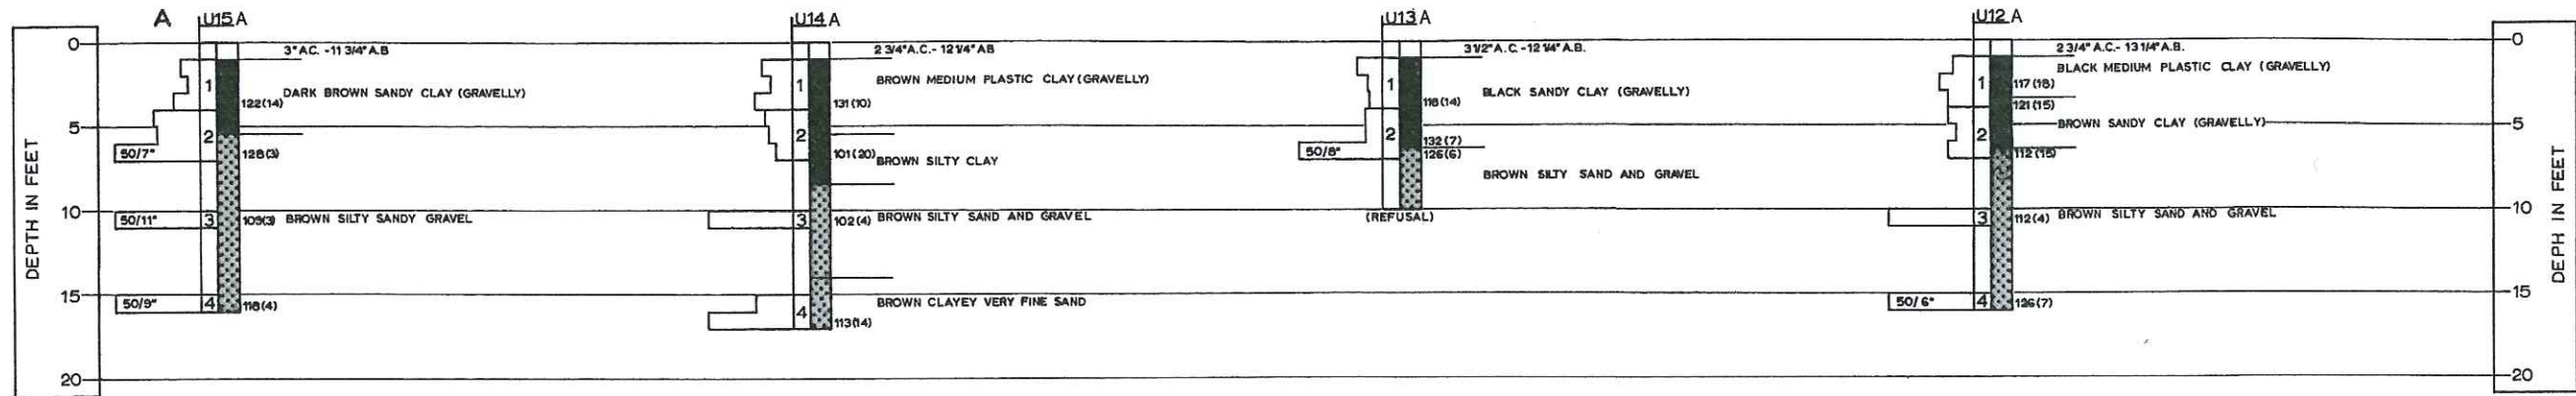 A
U15 A
U14 A
U13 A
U12 A
DEPTH IN FEET
0
5
10
15
20
3" A.C. -11 3/4" A.B
1
DARK BROWN SANDY CLAY (GRAVELLY)
122(14)
2
50/7"
128(3)
50/11"
3
109(3)
BROWN SILTY SANDY GRAVEL
50/9"
4
118(4)
2 3/4" A.C.- 12 1/4" AB
1
BROWN MEDIUM PLASTIC CLAY (GRAVELLY)
131(10)
2
101(20)
BROWN SILTY CLAY
3
102(4)
BROWN SILTY SAND AND GRAVEL
BROWN CLAYEY VERY FINE SAND
4
113(14)
3 1/2" A.C. -12 1/4" A.B.
1
BLACK SANDY CLAY (GRAVELLY)
118(14)
2
132(7)
50/8"
126(6)
BROWN SILTY SAND AND GRAVEL
(REFUSAL)
2 3/4" A.C.- 13 1/4" A.B.
BLACK MEDIUM PLASTIC CLAY (GRAVELLY)
1
117(18)
121(15)
BROWN SANDY CLAY (GRAVELLY)
2
112(15)
3
112(4)
BROWN SILTY SAND AND GRAVEL
50/6"
4
126(7)
0
5
10
15
20
DEPH IN FEET